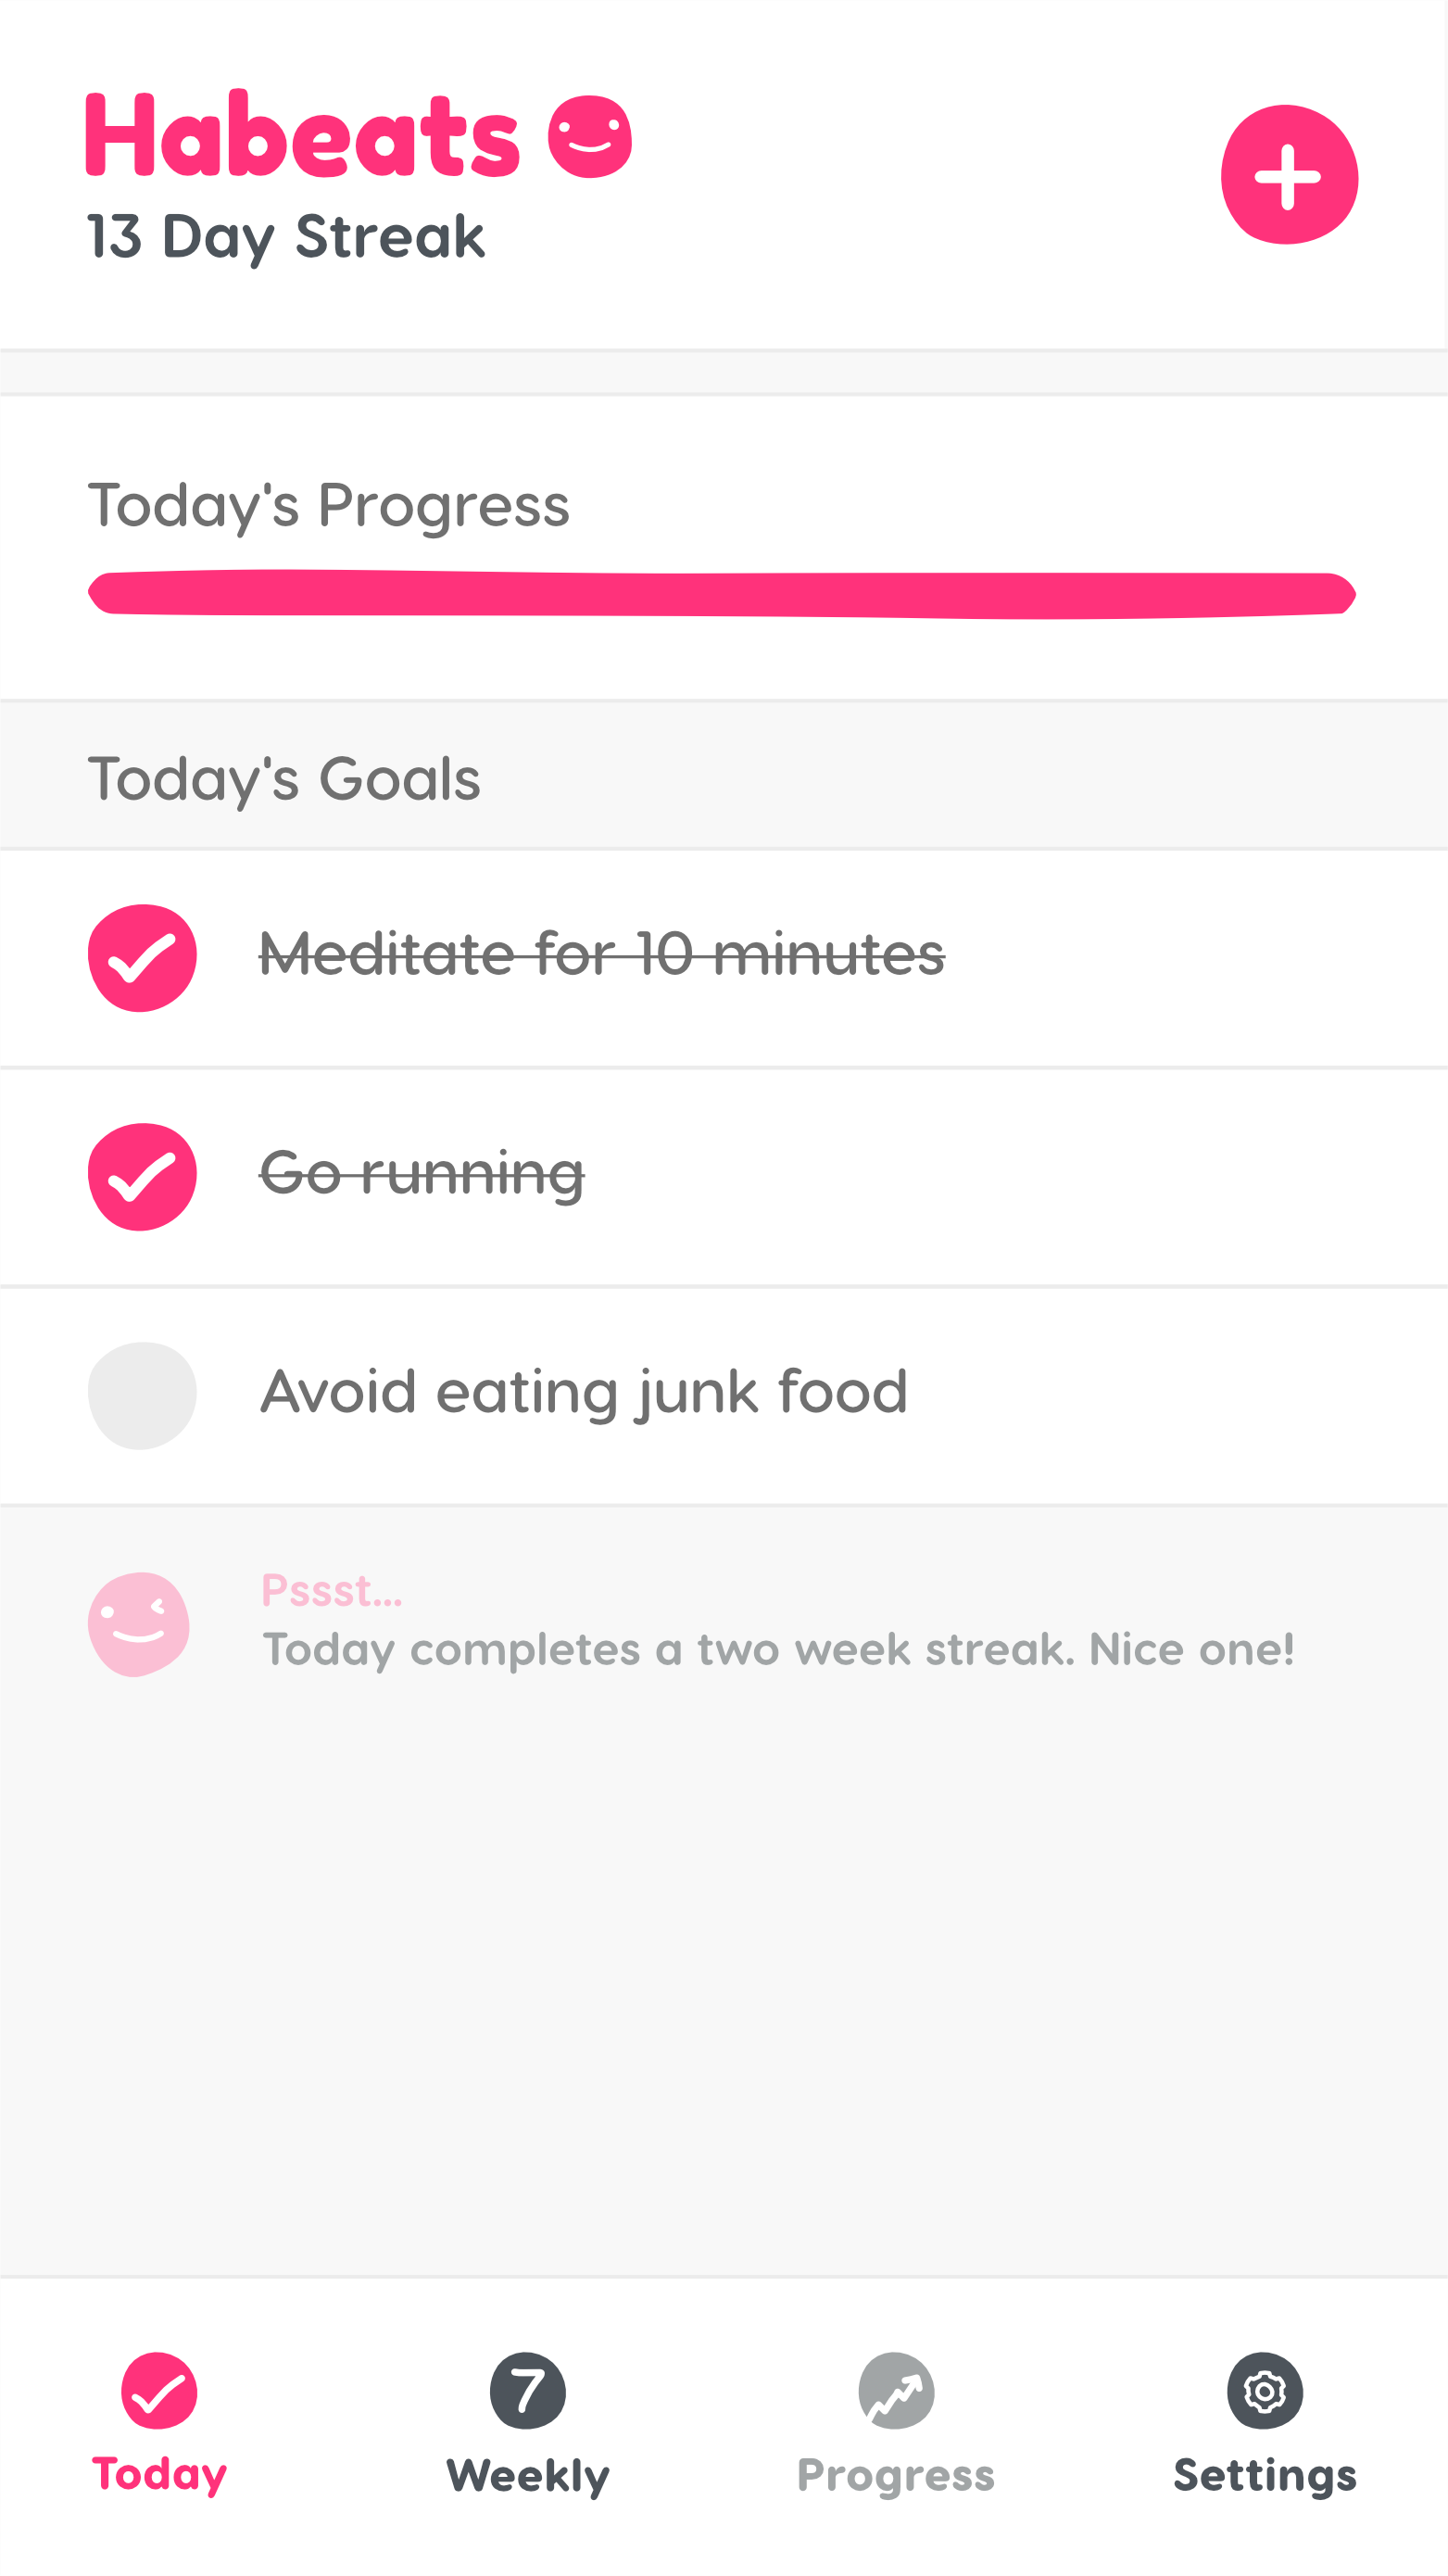 Habeats
13 Day Streak
Today's Progress
Today's Goals
Meditate for 10 minutes
Go running
Avoid eating junk food
Pssst...
Today completes a two week streak. Nice one!
7
Today
Weekly
Progress
Settings